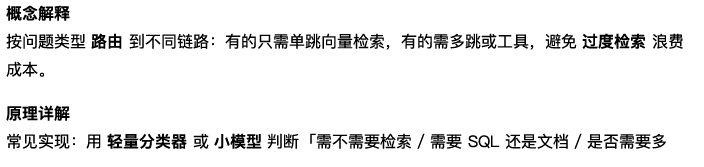 概念解释
按问题类型 路由 到不同链路：有的只需单跳向量检索，有的需多跳或工具，避免 过度检索 浪费
成本。
原理详解
常见实现：用 轻量分类器 或 小模型 判断「需不需要检索 / 需要 SQL 还是文档 / 是否需要多